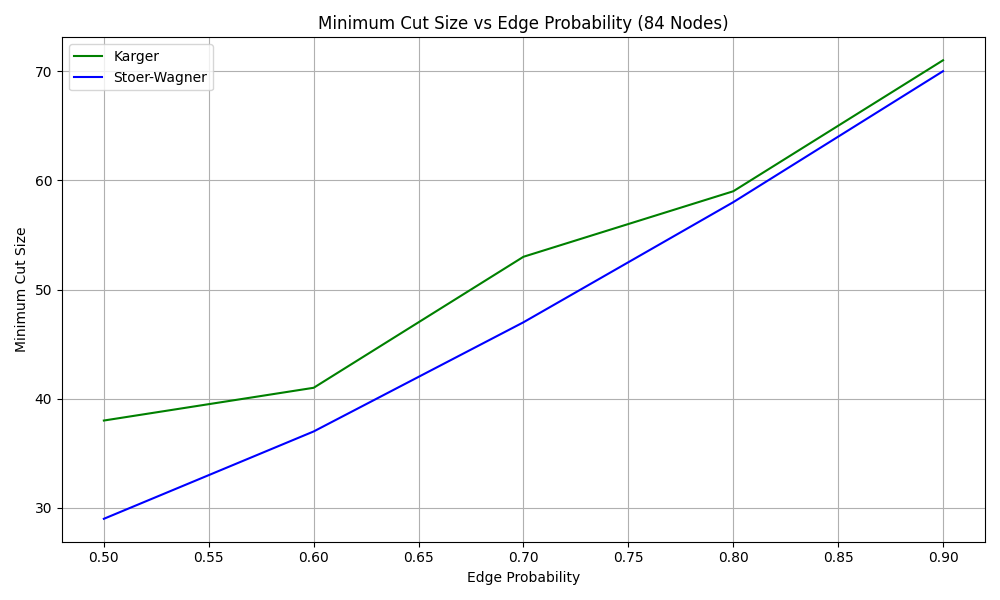 Minimum Cut Size vs Edge Probability (84 Nodes)
Karger
Stoer-Wagner
Minimum Cut Size
70
60
50
40
30
0.50 0.55 0.60 0.65 0.70 0.75 0.80 0.85 0.90
Edge Probability